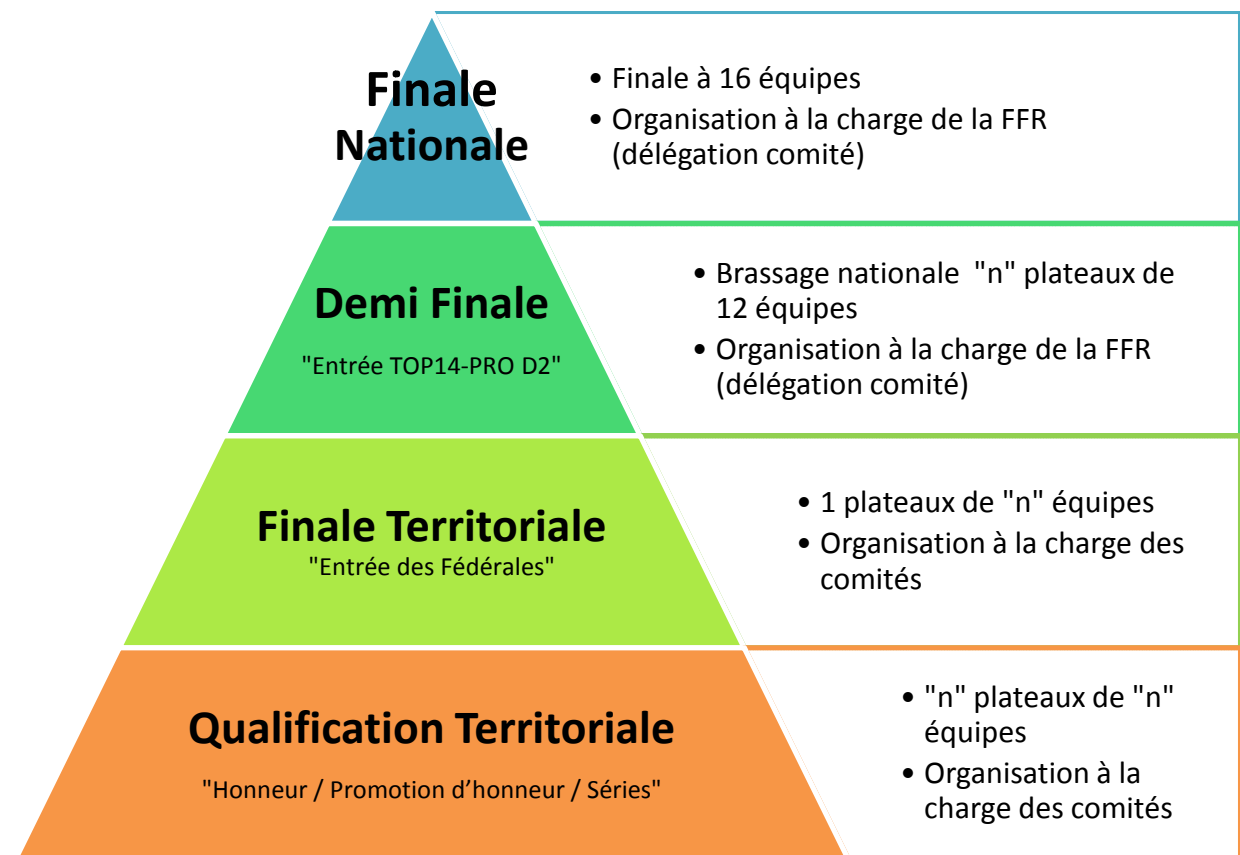 Finale
Nationale
• Finale à 16 équipes
• Organisation à la charge de la FFR
(délégation comité)
Demi Finale
"Entrée TOP14-PRO D2"
• Brassage nationale "n" plateaux de
12 équipes
• Organisation à la charge de la FFR
(délégation comité)
Finale Territoriale
"Entrée des Fédérales"
• 1 plateaux de "n" équipes
• Organisation à la charge des
comités
Qualification Territoriale
"Honneur / Promotion d’honneur / Séries"
• "n" plateaux de "n"
équipes
• Organisation à la
charge des comités